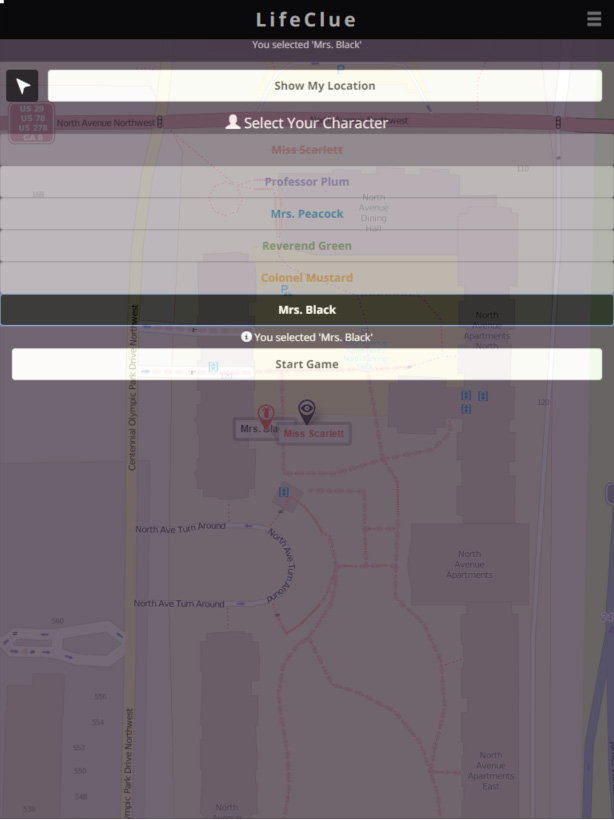 LifeClue
You selected 'Mrs. Black'
P
Show My Location
US 29
US 78
US 278
GA 8
North Avenue Northwest
Select Your Character
Miss Scarlett
110
Professor Plum
160
North
Avenue
Dining
Hall
Mrs. Peacock
Reverend Green
Colonel Mustard
P
Mrs. Black
North
Avenue
Apartments
North
Centennial Olympic Park Drive Northwest
You selected 'Mrs. Black'
Start Game
120
Miss Scarlett
North Ave Turn Around
North Ave Turn Around
North
Avenue
Apartments
North Ave Turn Around
560
556
554
552
550
540
530
North
Avenue
Apartments
East
North
Avenue